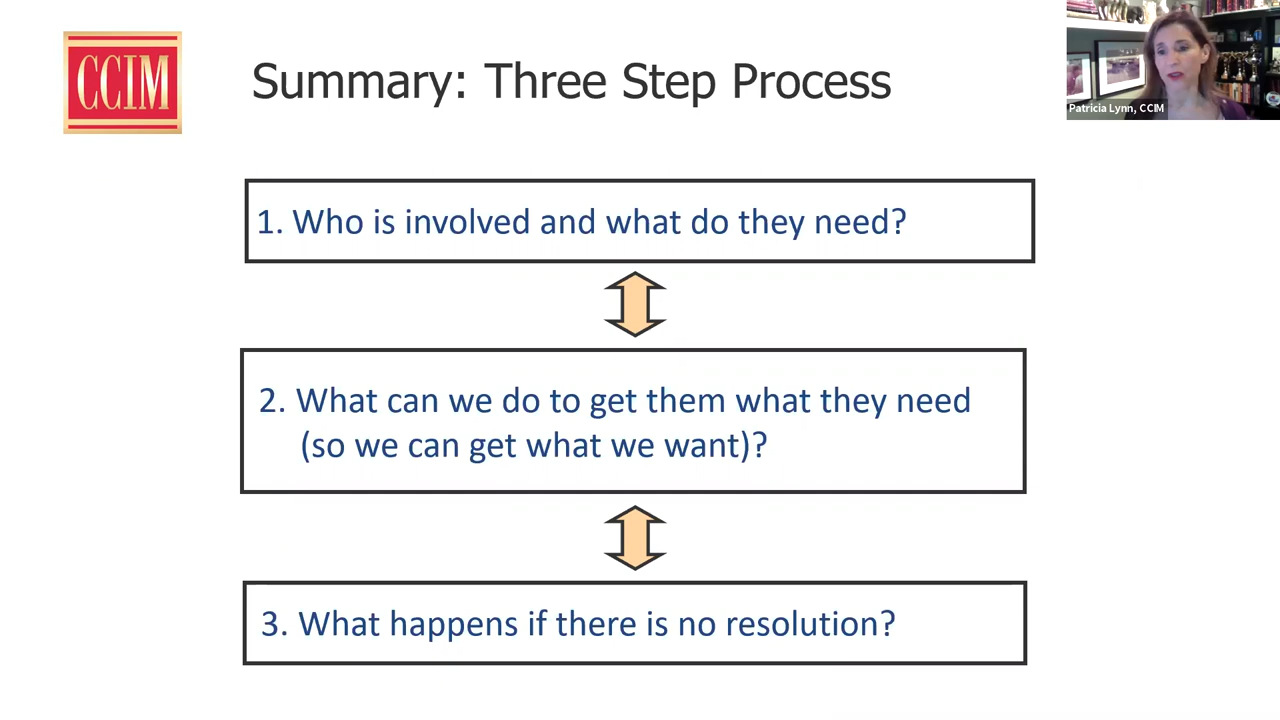 CCIM
Summary: Three Step Process
Patricia Lynn, CCIM
1. Who is involved and what do they need?
2. What can we do to get them what they need
(so we can get what we want)?
3. What happens if there is no resolution?